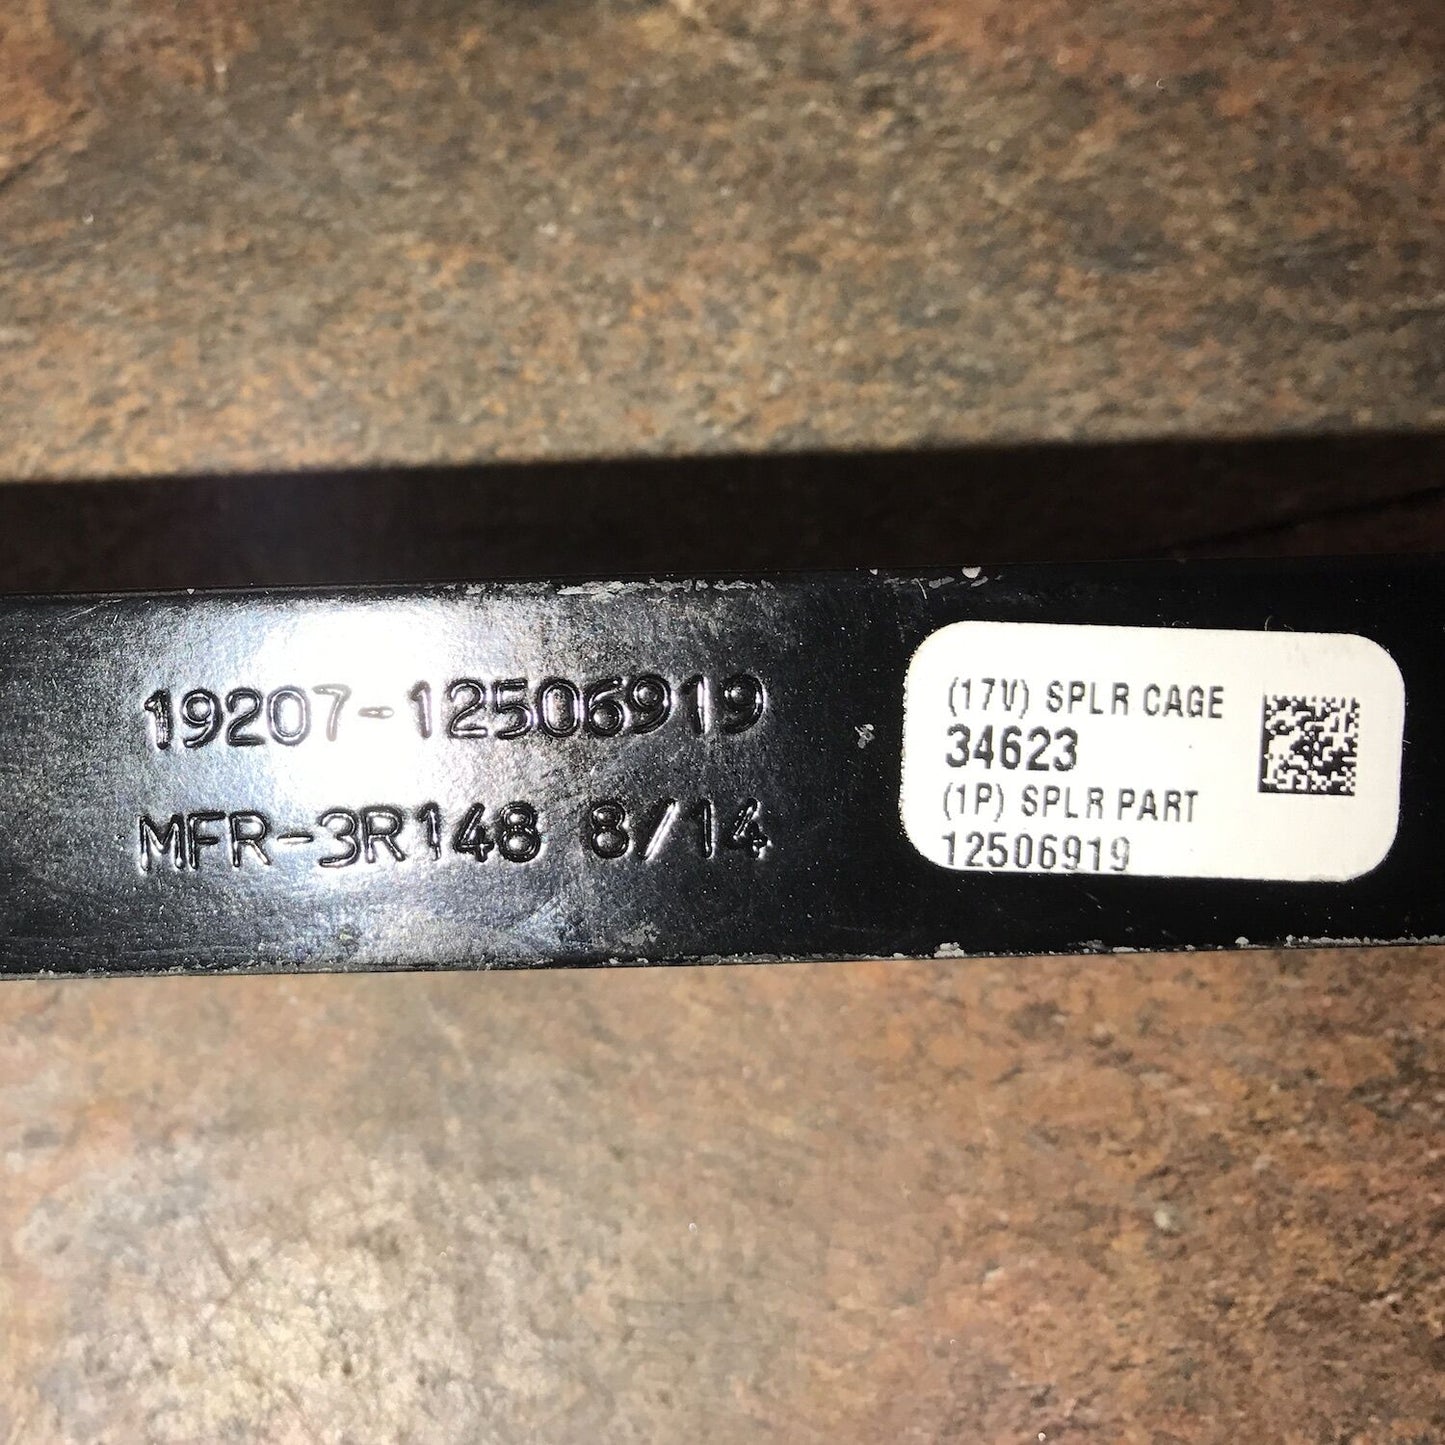 19207-12506919
MFR-3R148 8/14
(17V) SPLR CAGE
34623
(1P) SPLR PART
12506919